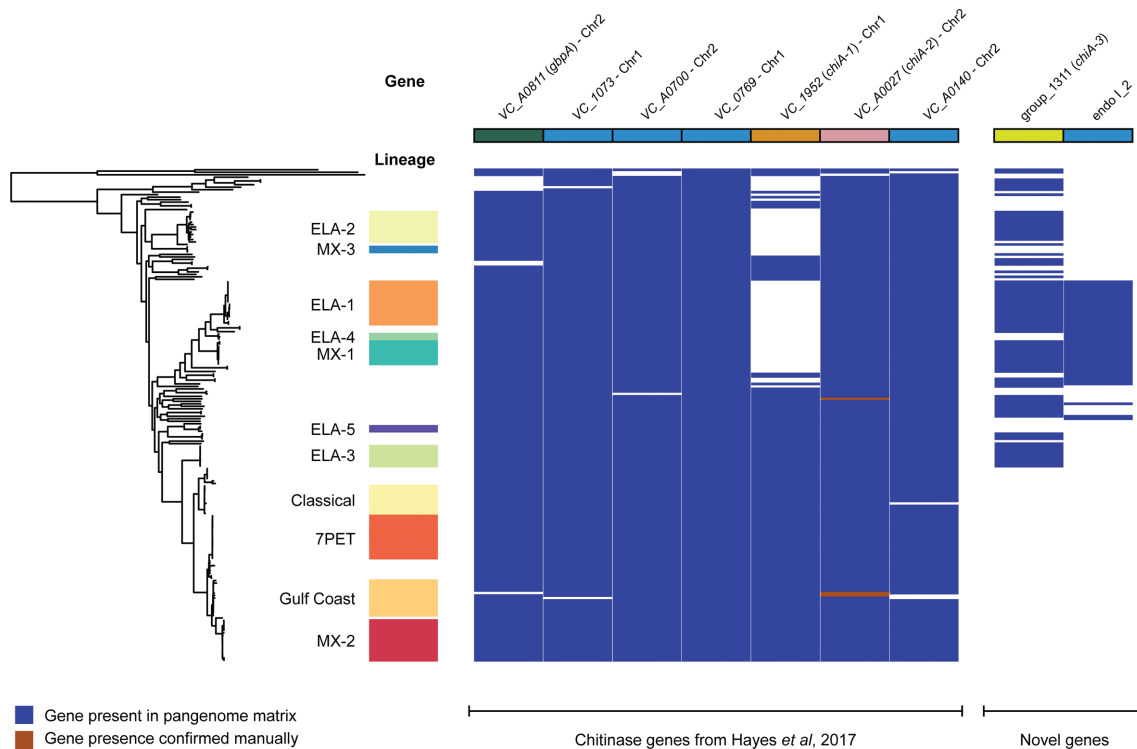 Gene
VC_A0811 (gbpA) - Chr2
VC_1073 - Chr1
VC_A0700 - Chr2
VC_0769 - Chr1
VC_1952 (chiA-1) - Chr1
VC_A0027 (chiA-2) - Chr2
VC_A0140 - Chr2
group_1311 (chiA-3)
endo I_2
Lineage
ELA-2
MX-3
ELA-1
ELA-4
MX-1
ELA-5
ELA-3
Classical
7PET
Gulf Coast
MX-2
Gene present in pangenome matrix
Gene presence confirmed manually
Chitinase genes from Hayes et al, 2017
Novel genes